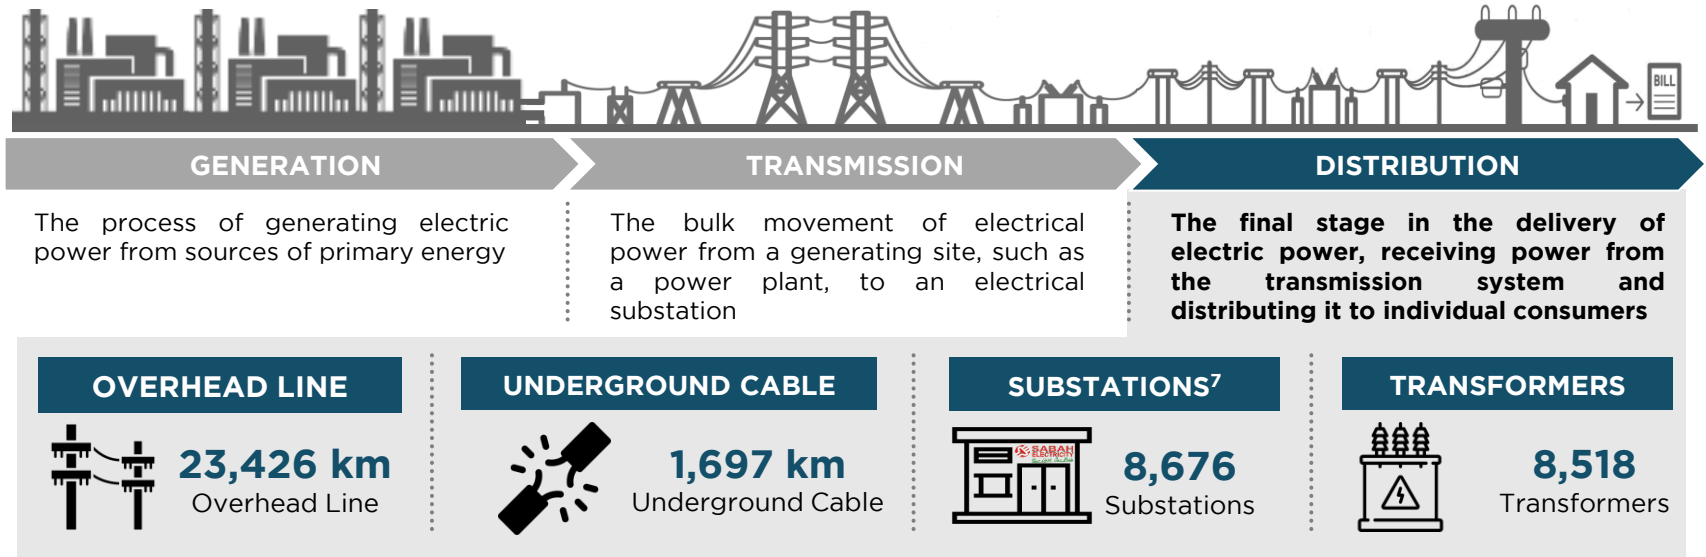 BILL
GENERATION
TRANSMISSION
DISTRIBUTION
The process of generating electric
power from sources of primary energy
The bulk movement of electrical
power from a generating site, such as
a power plant, to an electrical
substation
The final stage in the delivery of
electric power, receiving power from
the transmission system and
distributing it to individual consumers
OVERHEAD LINE
UNDERGROUND CABLE
SUBSTATIONS⁷
TRANSFORMERS
23,426 km
Overhead Line
1,697 km
Underground Cable
SABAH
ELECTRICITY
8,676
Substations
8,518
Transformers